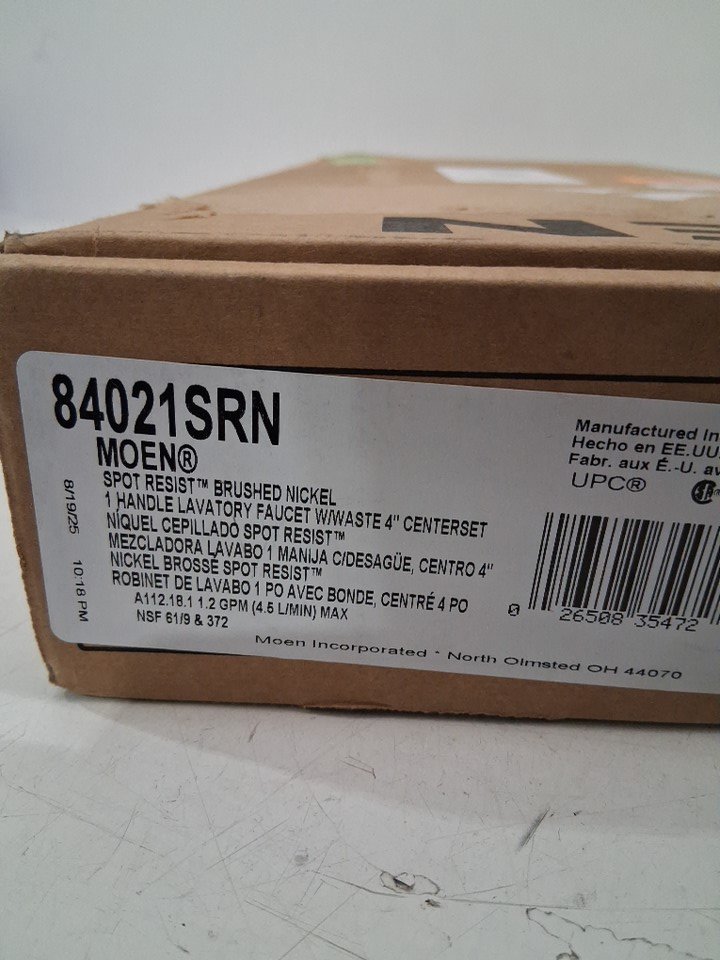 84021SRN
MOEN®
SPOT RESIST™ BRUSHED NICKEL
1 HANDLE LAVATORY FAUCET W/WASTE 4" CENTERSET
NÍQUEL CEPILLADO SPOT RESIST™
MEZCLADORA LAVABO 1 MANIJA C/DESAGÜE, CENTRO 4"
NICKEL BROSSÉ SPOT RESIST™
ROBINET DE LAVABO 1 PO AVEC BONDE, CENTRÉ 4 PO
A112.18.1 1.2 GPM (4.5 L/MIN) MAX
NSF 61/9 & 372
8/19/25 10:18 PM
Manufactured In
Hecho en EE.UU.
Fabr. aux É.-U. av
UPC®
0 26508 35472
Moen Incorporated * North Olmsted OH 44070